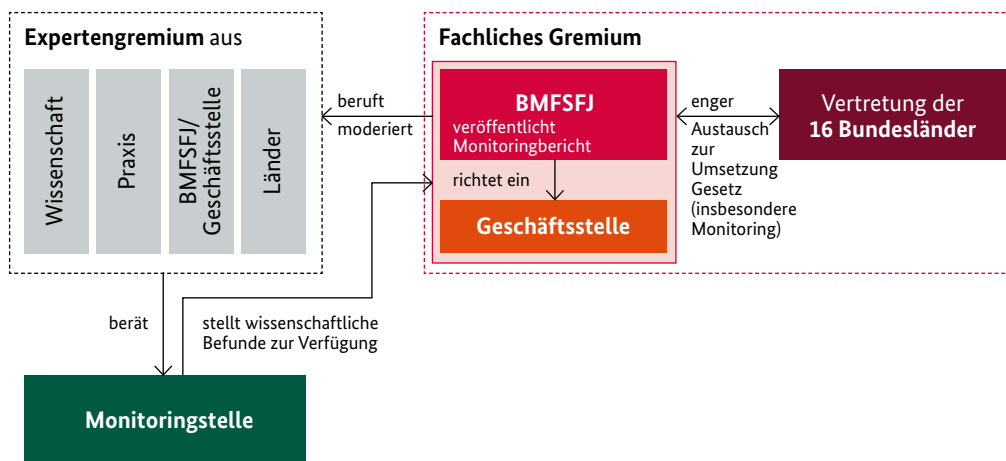 Expertengremium aus
Wissenschaft
Praxis
BMFSFJ/
Geschäftsstelle
Länder
beruft
moderiert
Fachliches Gremium
BMFSFJ
veröffentlicht
Monitoringbericht
richtet ein
Geschäftsstelle
enger
Austausch
zur
Umsetzung
Gesetz
(insbesondere
Monitoring)
Vertretung der
16 Bundesländer
berät
stellt wissenschaftliche
Befunde zur Verfügung
Monitoringstelle